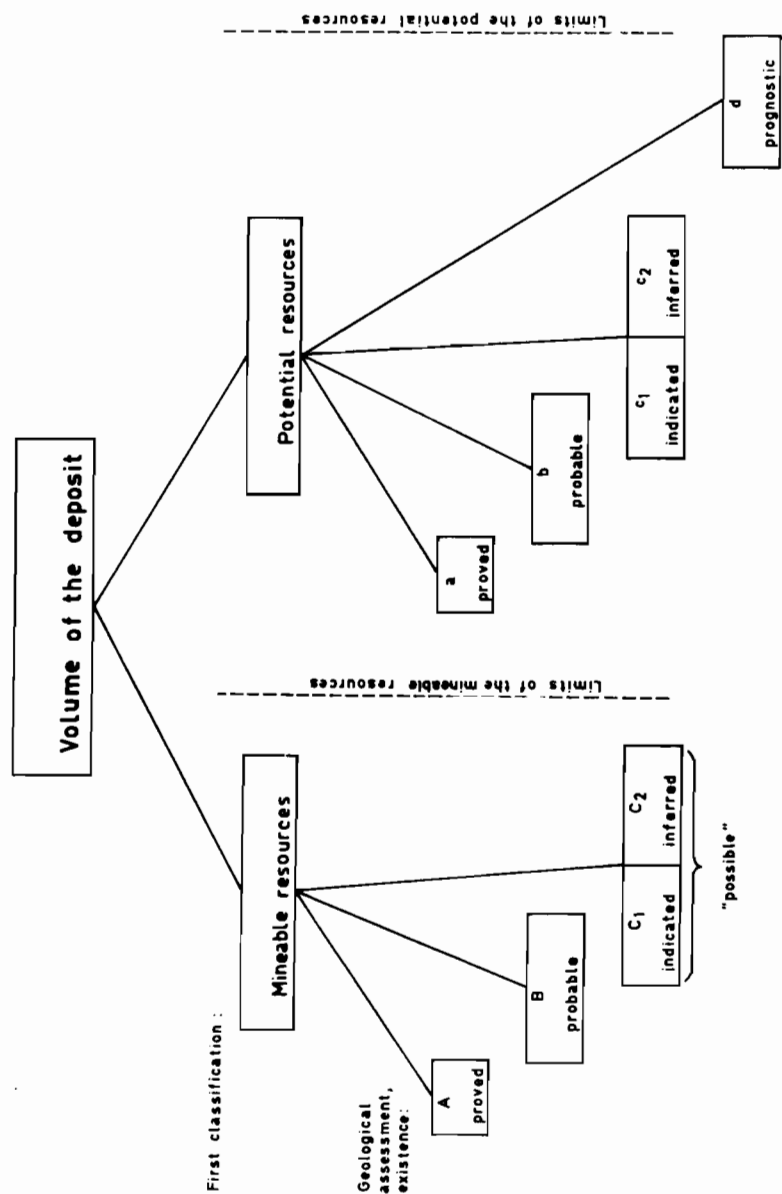 Volume of the deposit
First classification :
Mineable resources
Potential resources
Geological
assessment,
existence:
A
proved
B
probable
C1
indicated
C2
inferred
"possible"
Limits of the mineable resources
a
proved
b
probable
c1
indicated
c2
inferred
d
prognostic
Limits of the potential resources